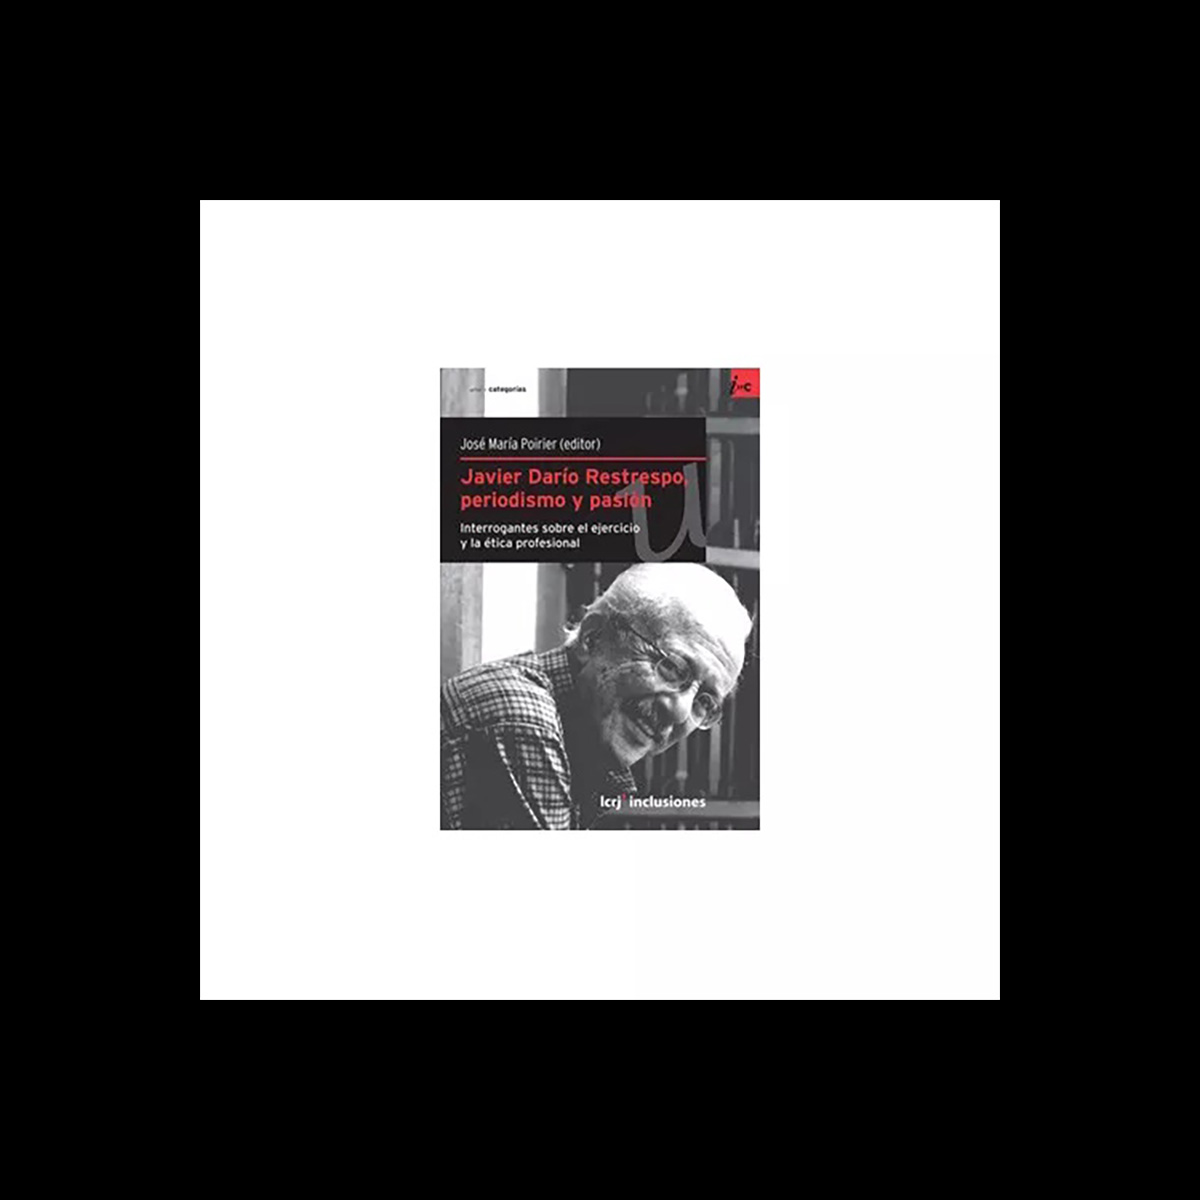 categorías
José María Poirier (editor)
Javier Darío Restrespo,
periodismo y pasión
Interrogantes sobre el ejercicio
y la ética profesional
lcrj inclusiones